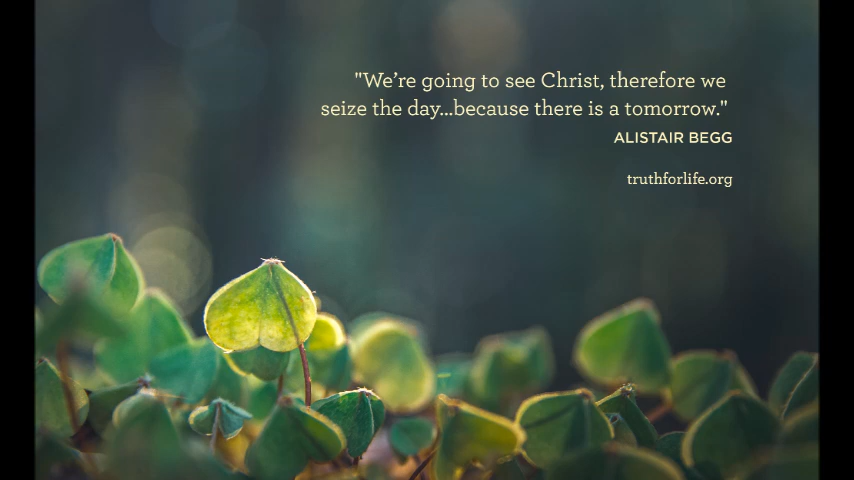 "We’re going to see Christ, therefore we
seize the day...because there is a tomorrow."
ALISTAIR BEGG
truthforlife.org